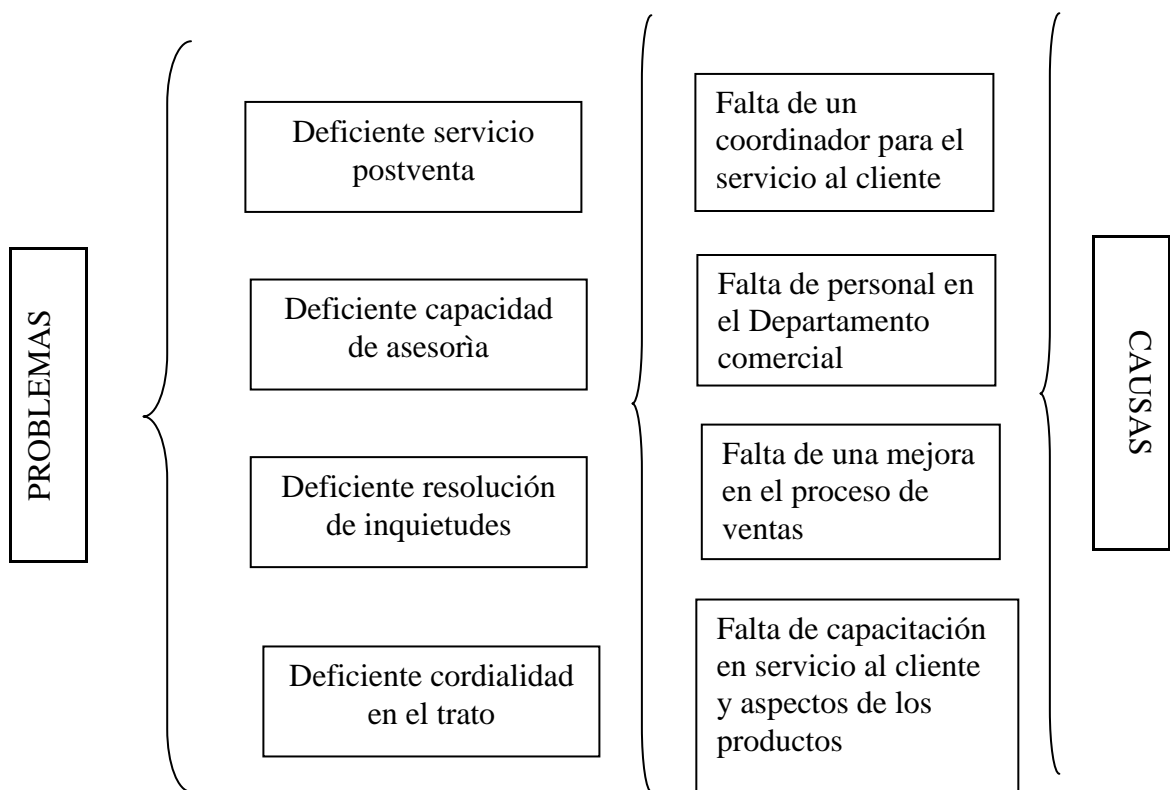 PROBLEMAS
Deficiente servicio
postventa
Deficiente capacidad
de asesorìa
Deficiente resolución
de inquietudes
Deficiente cordialidad
en el trato
Falta de un
coordinador para el
servicio al cliente
Falta de personal en
el Departamento
comercial
Falta de una mejora
en el proceso de
ventas
Falta de capacitación
en servicio al cliente
y aspectos de los
productos
CAUSAS